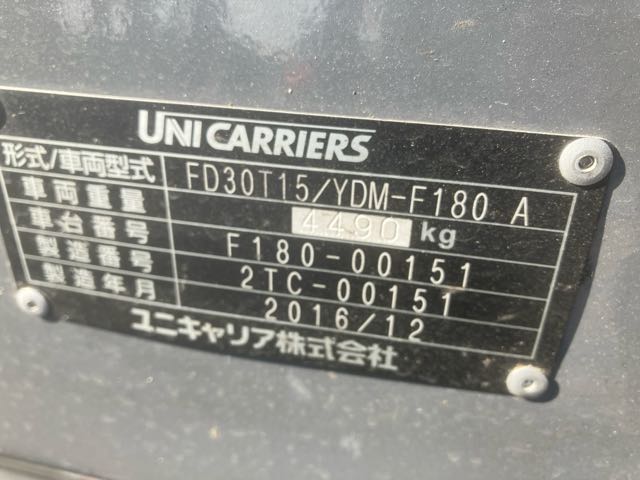 UNICARRIERS
形式/車両型式 FD30T15/YDM-F180 A
車両重量 4490 kg
車台番号 F180-00151
製造番号 2TC-00151
製造年月 2016/12
ユニキャリア株式会社